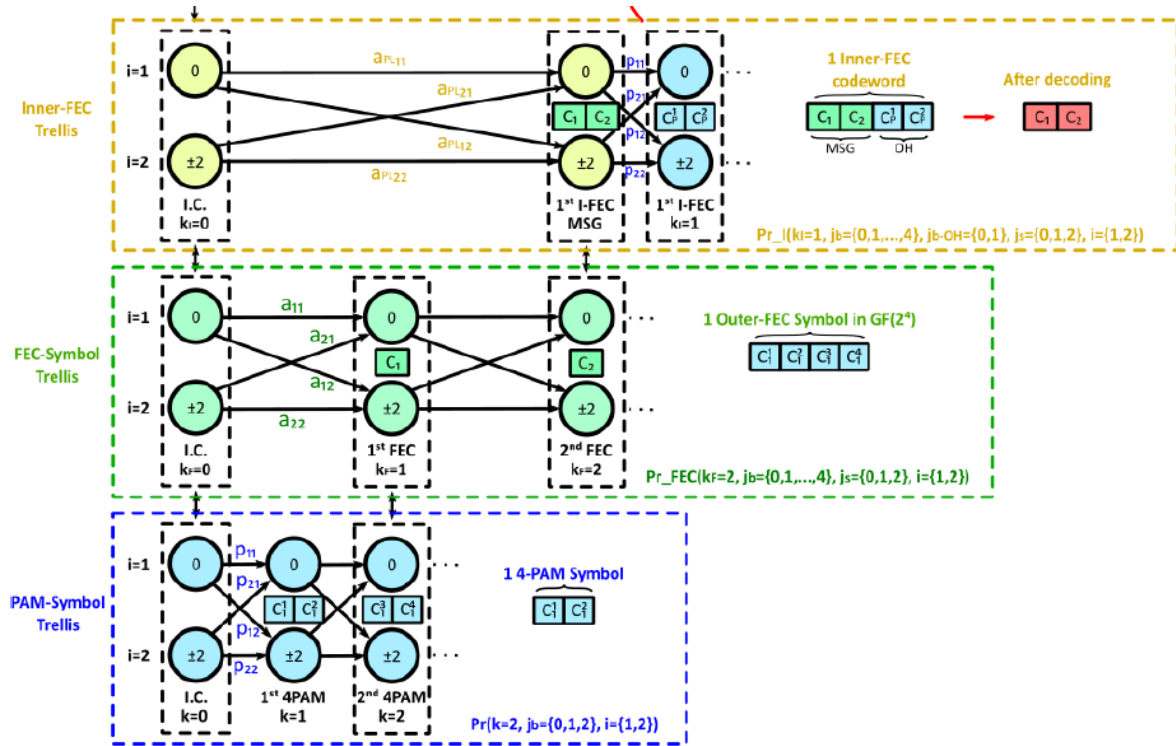 Inner-FEC
Trellis
i=1
i=2
0
±2
I.C.
kI=0
aPL11
aPL21
aPL12
aPL22
0
C1 C2
±2
1st I-FEC
MSG
p11
p21
p12
p22
0
C1P C2P
±2
1st I-FEC
kI=1
· · ·
· · ·
1 Inner-FEC
codeword
C1 C2 C1P C2P
MSG
OH
After decoding
C1 C2
Pr_I(kI=1, jb={0,1,...,4}, jb-OH={0,1}, js={0,1,2}, i={1,2})
FEC-Symbol
Trellis
i=1
i=2
0
±2
I.C.
kF=0
a11
a21
a12
a22
0
C1
±2
1st FEC
kF=1
0
C2
±2
2nd FEC
kF=2
· · ·
· · ·
1 Outer-FEC Symbol in GF(2⁴)
C11 C21 C31 C41
Pr_FEC(kF=2, jb={0,1,...,4}, js={0,1,2}, i={1,2})
PAM-Symbol
Trellis
i=1
i=2
0
±2
I.C.
k=0
p11
p21
p12
p22
0
C11 C21
±2
1st 4PAM
k=1
0
C31 C41
±2
2nd 4PAM
k=2
· · ·
· · ·
1 4-PAM Symbol
C11 C21
Pr(k=2, jb={0,1,2}, i={1,2})